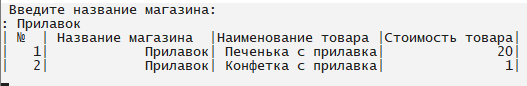 Введите название магазина:
: Прилавок
| № | Название магазина |Наименование товара |Стоимость товара|
| 1| Прилавок| Печенька с прилавка| 20|
| 2| Прилавок| Конфетка с прилавка| 1|